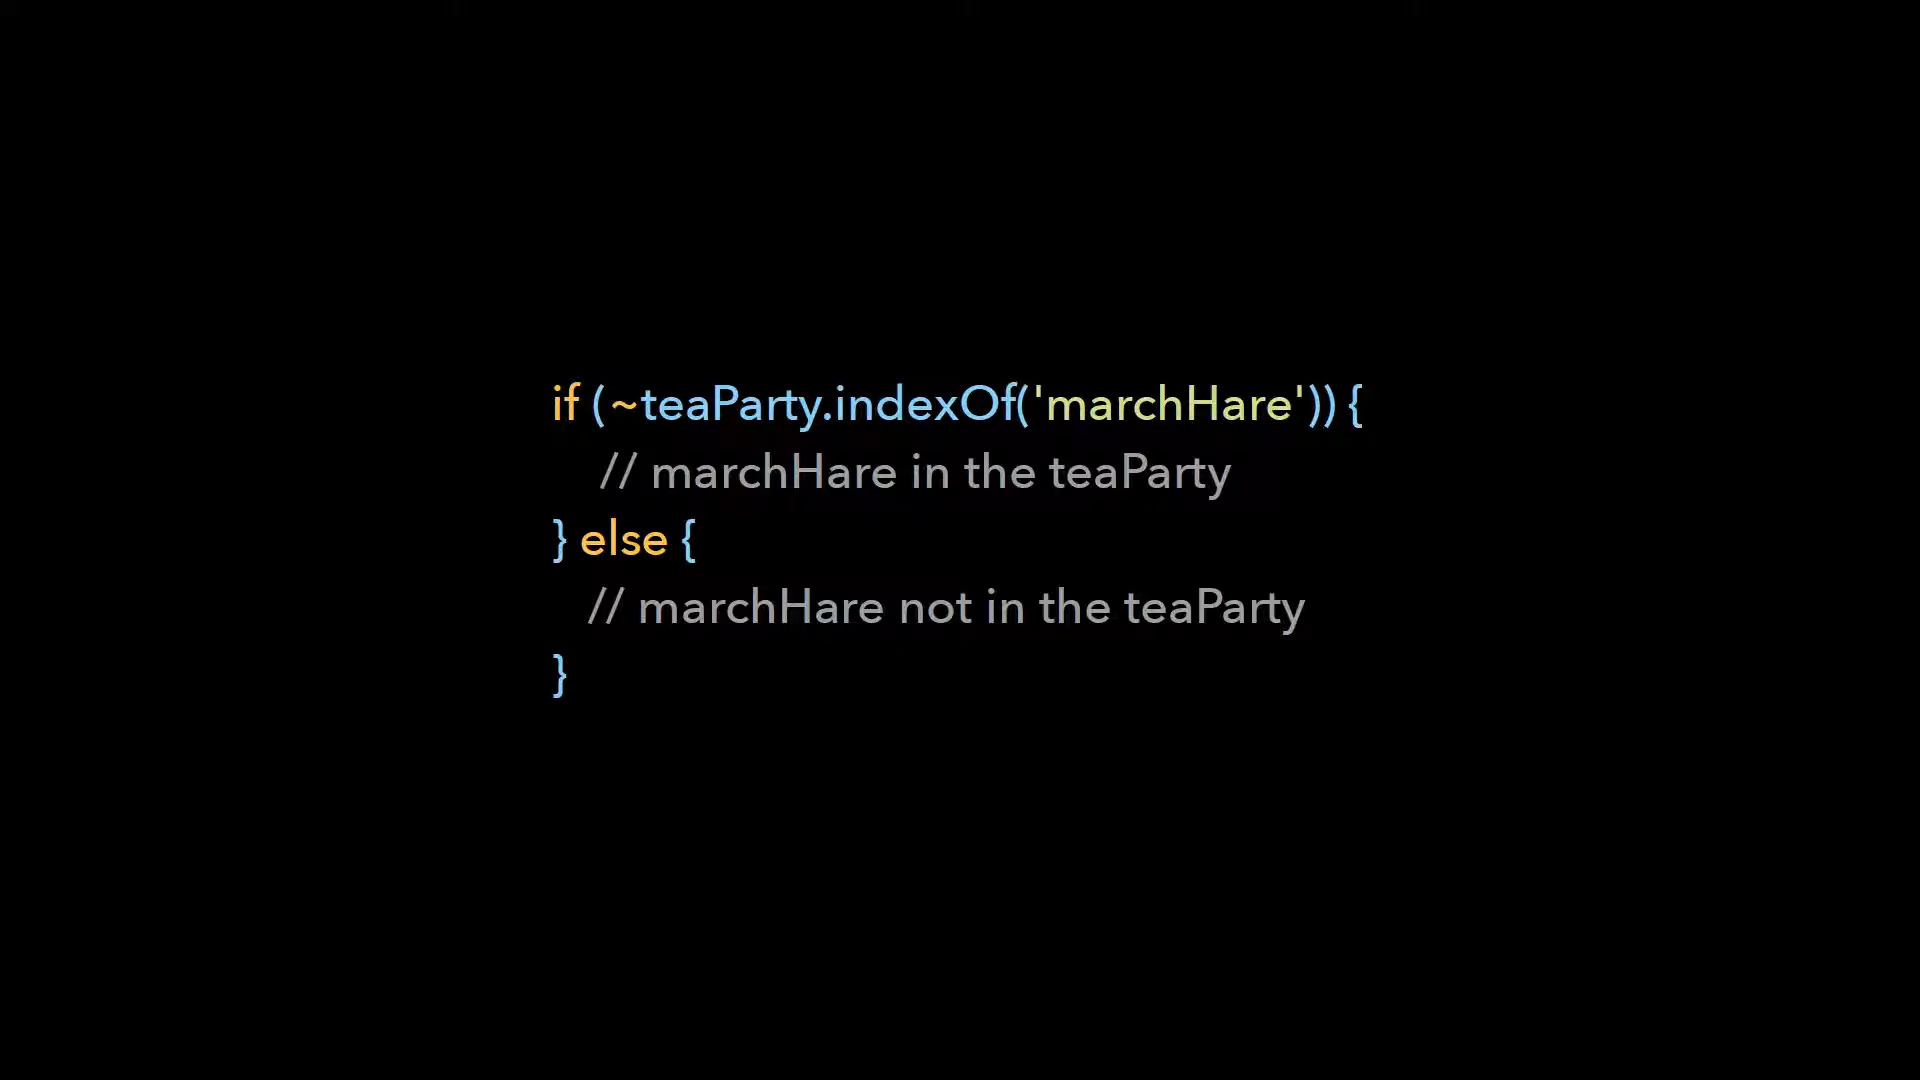 if (~teaParty.indexOf('marchHare')) {
// marchHare in the teaParty
} else {
// marchHare not in the teaParty
}